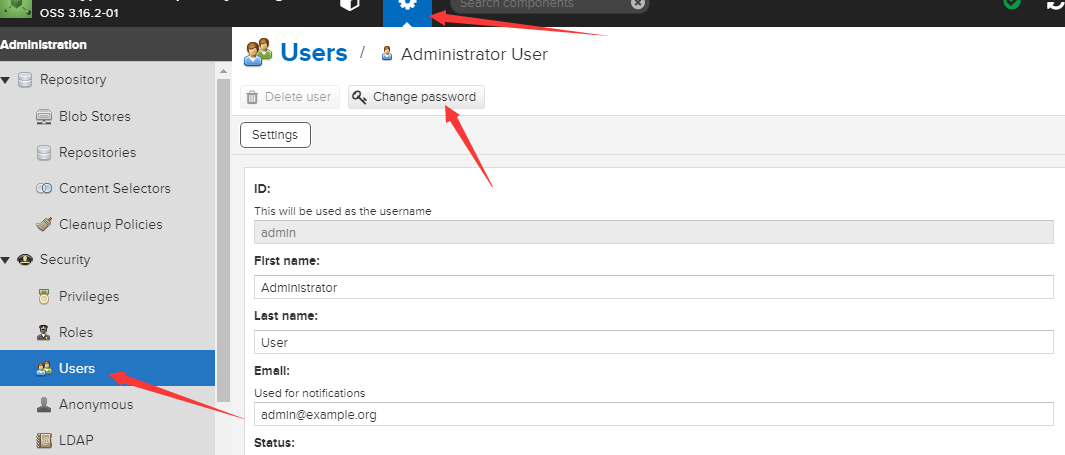 OSS 3.16.2-01
Search components
Administration
Repository
Blob Stores
Repositories
Content Selectors
Cleanup Policies
Security
Privileges
Roles
Users
Anonymous
LDAP
Users / Administrator User
Delete user Change password
Settings
ID:
This will be used as the username
admin
First name:
Administrator
Last name:
User
Email:
Used for notifications
admin@example.org
Status: